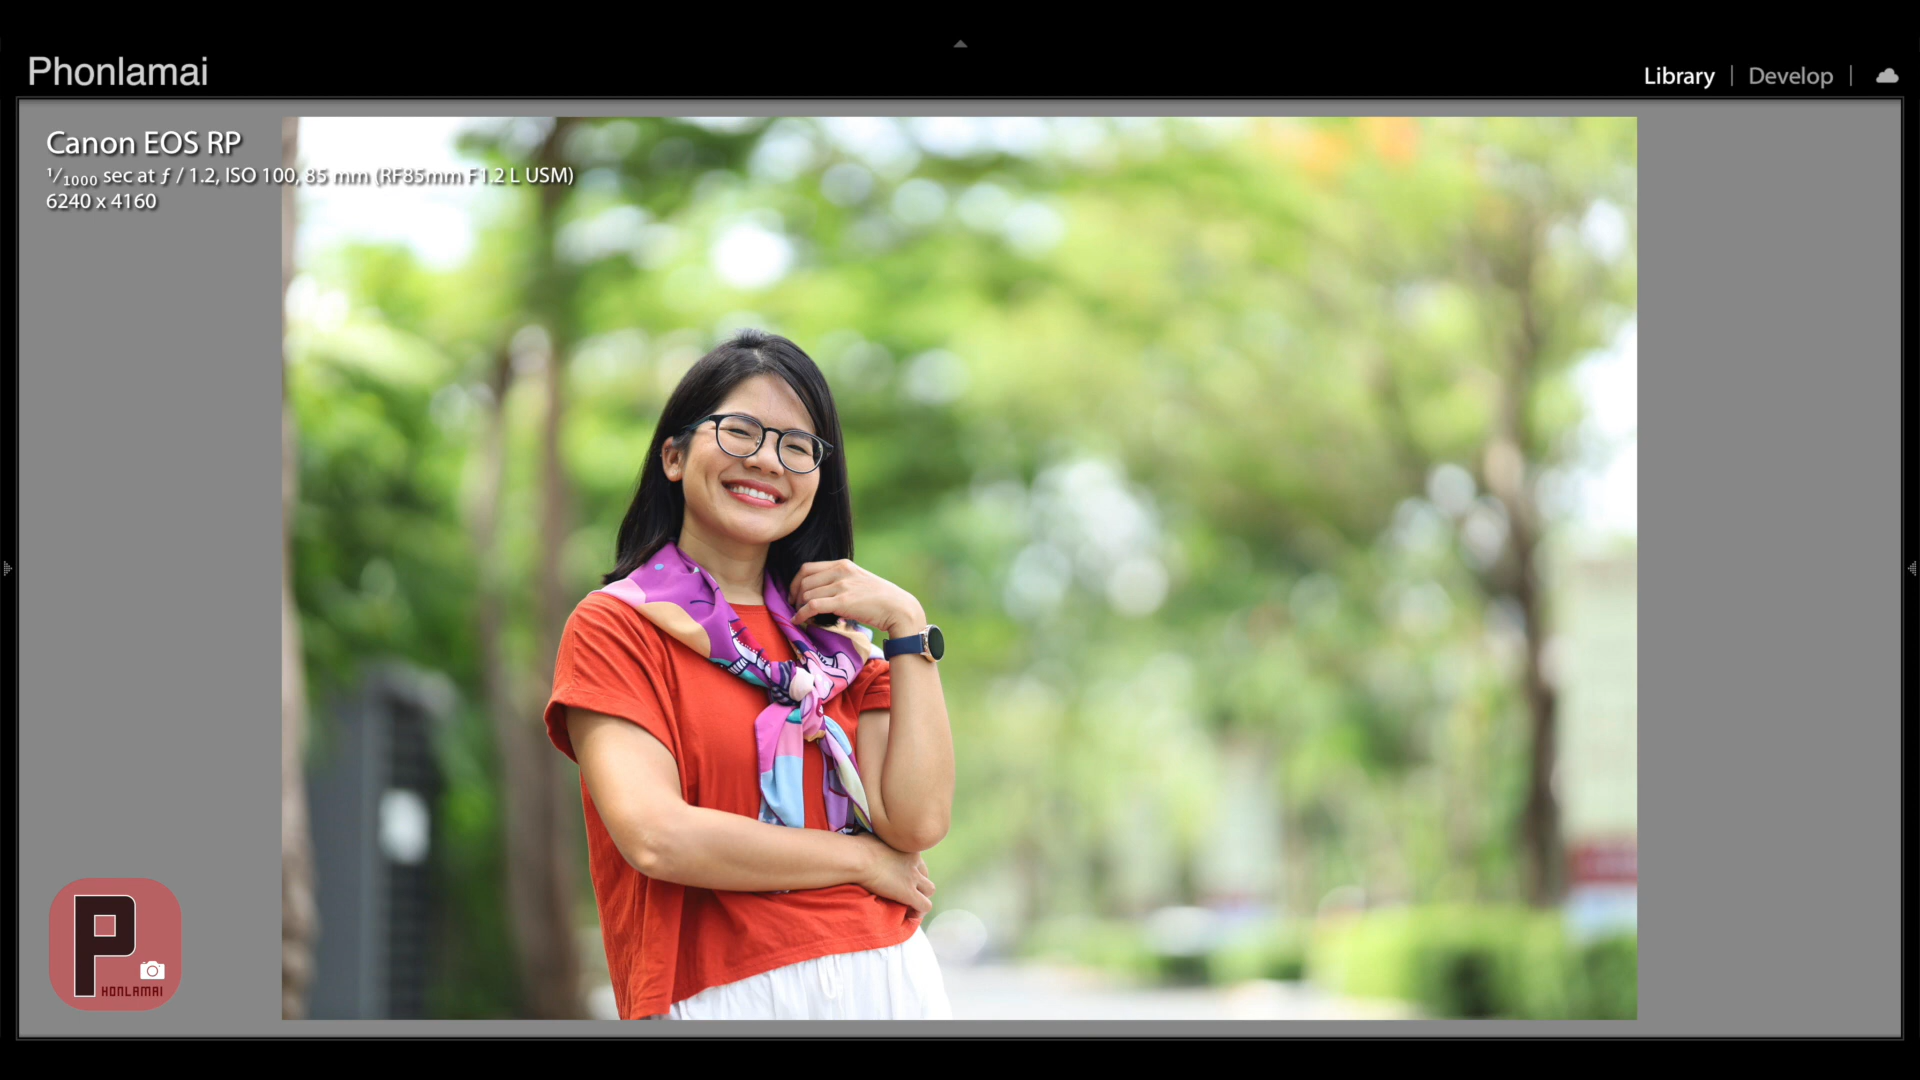 Phonlamai
Library | Develop |
Canon EOS RP
1/1000 sec at ƒ / 1.2, ISO 100, 85 mm (RF85mm F1.2 L USM)
6240 x 4160
P
HONLAMAI